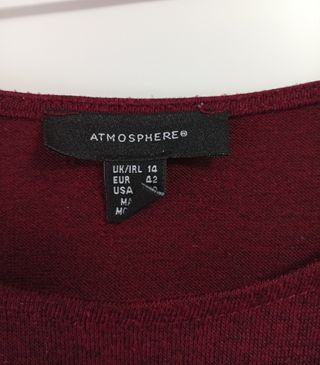 ATMOSPHERE®
UK/IRL 14
EUR 42
USA